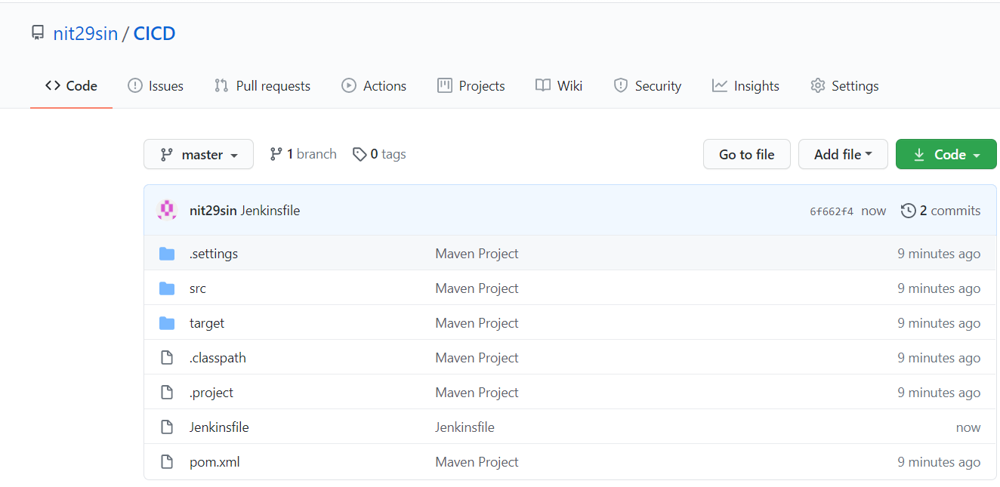 nit29sin / CICD
Code Issues Pull requests Actions Projects Wiki Security Insights Settings
master 1 branch 0 tags Go to file Add file Code
nit29sin Jenkinsfile 6f662f4 now 2 commits
.settings Maven Project 9 minutes ago
src Maven Project 9 minutes ago
target Maven Project 9 minutes ago
.classpath Maven Project 9 minutes ago
.project Maven Project 9 minutes ago
Jenkinsfile Jenkinsfile now
pom.xml Maven Project 9 minutes ago